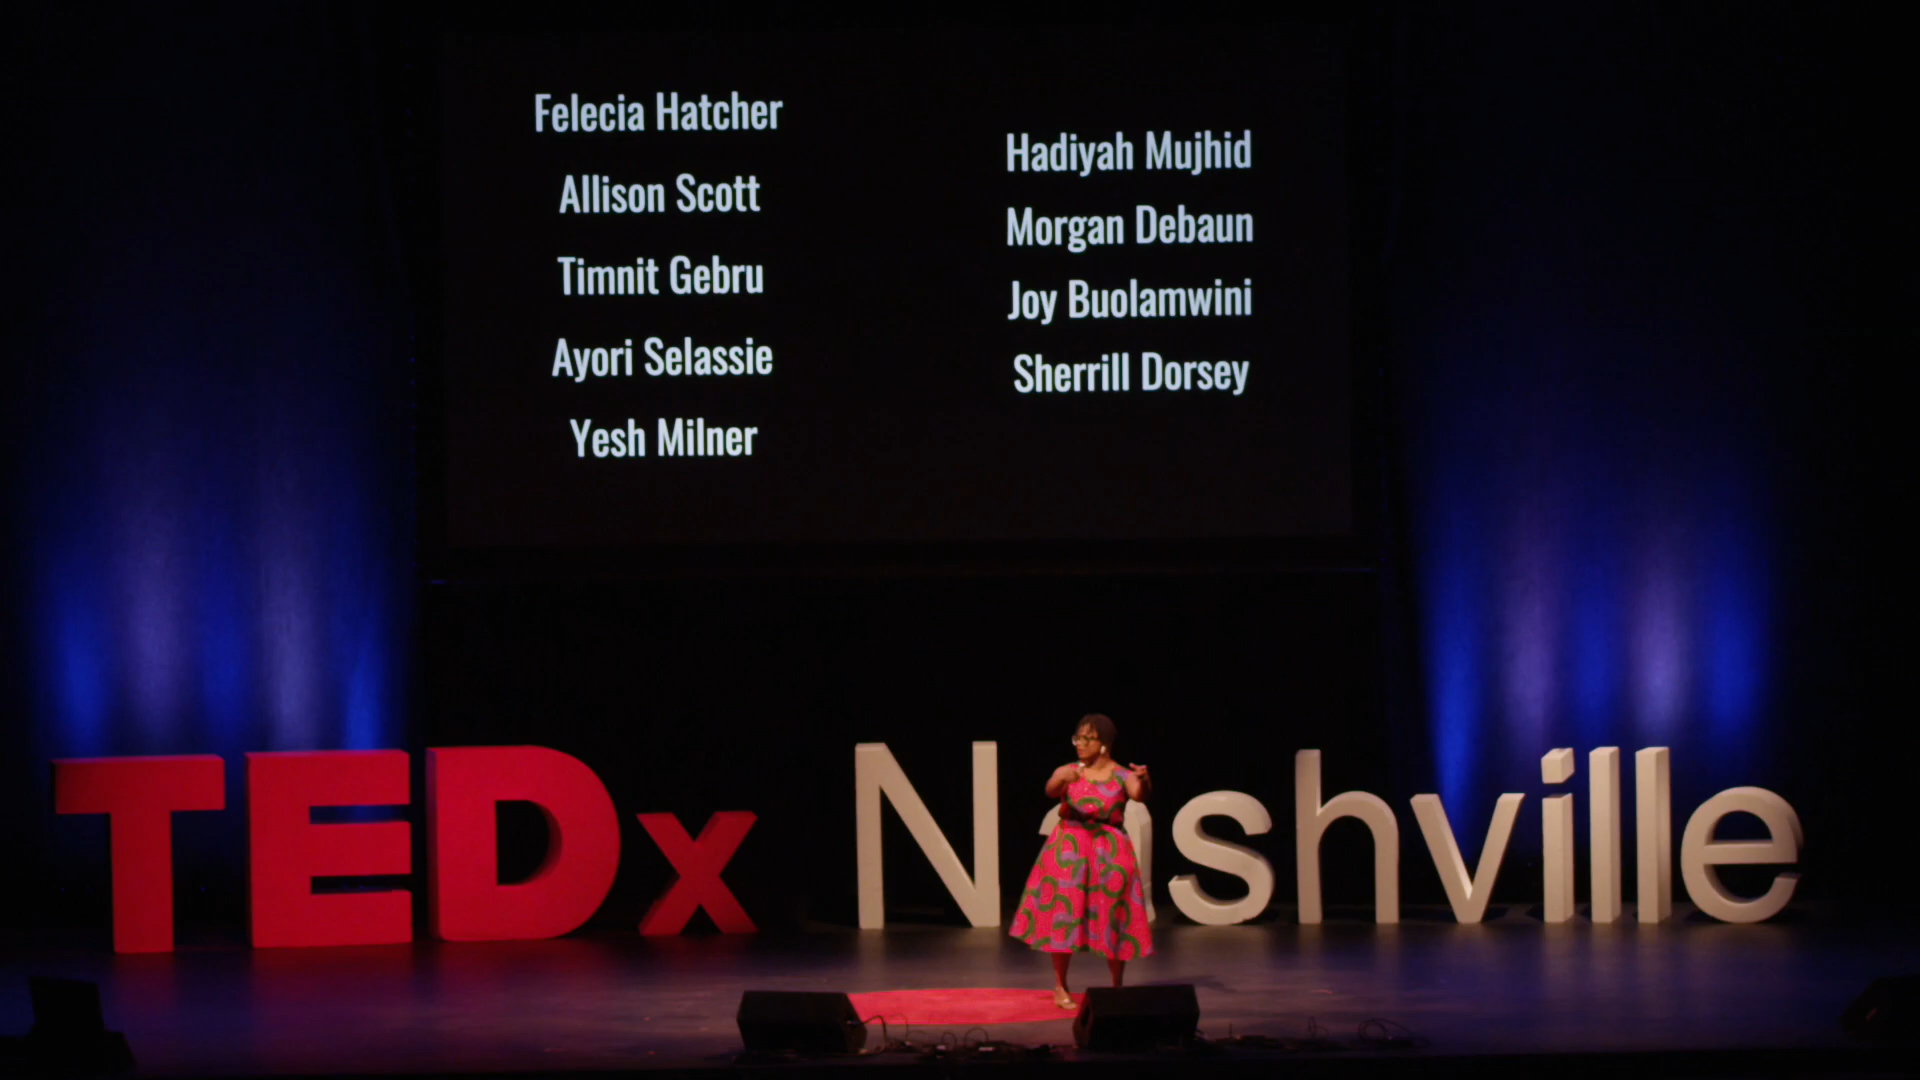 Felecia Hatcher
Allison Scott
Timnit Gebru
Ayori Selassie
Yesh Milner
Hadiyah Mujhid
Morgan Debaun
Joy Buolamwini
Sherrill Dorsey
TEDx Nashville